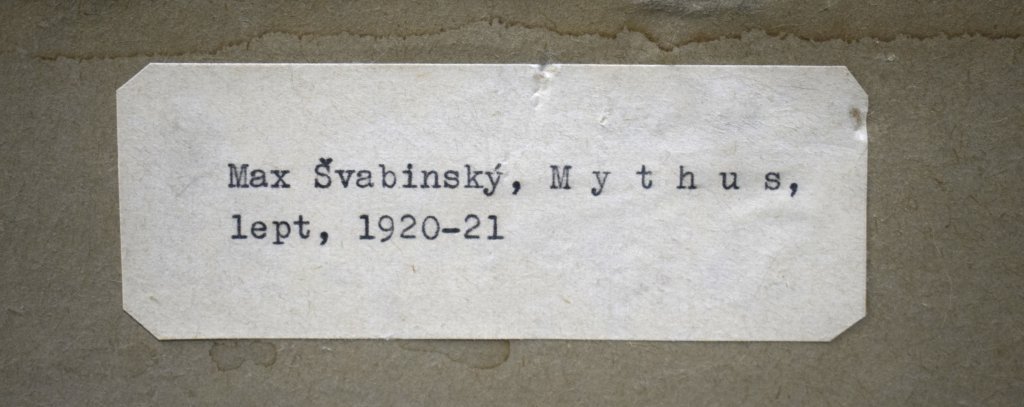 Max Švabinský, M y t h u s,
lept, 1920-21